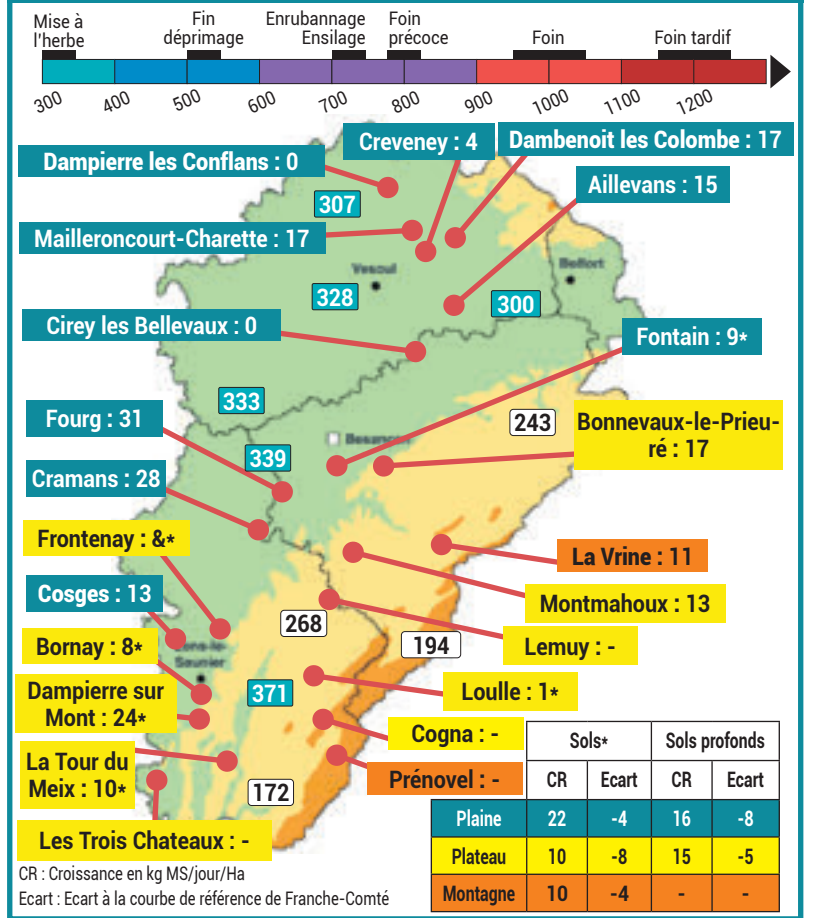 Mise à
l'herbe
Fin
déprimage
Enrubannage
Ensilage
Foin
précoce
Foin
Foin tardif
300 400 500 600 700 800 900 1000 1100 1200
Creveney : 4
Dambenoit les Colombe : 17
Dampierre les Conflans : 0
Aillevans : 15
307
Mailleroncourt-Charette : 17
Vesoul
Belfort
328
300
Cirey les Bellevaux : 0
Fontain : 9*
333
Fourg : 31
243
Bonnevaux-le-Prieu-
ré : 17
Besançon
339
Cramans : 28
Frontenay : &*
La Vrine : 11
Cosges : 13
Montmahoux : 13
268
194
Lemuy : -
Bornay : 8*
Lons-le-
Saunier
Loulle : 1*
371
Dampierre sur
Mont : 24*
Cogna : -
La Tour du
Meix : 10*
Prénovel : -
172
Les Trois Chateaux : -
Sols* Sols profonds
CR Ecart CR Ecart
Plaine 22 -4 16 -8
Plateau 10 -8 15 -5
Montagne 10 -4 - -
CR : Croissance en kg MS/jour/Ha
Ecart : Ecart à la courbe de référence de Franche-Comté